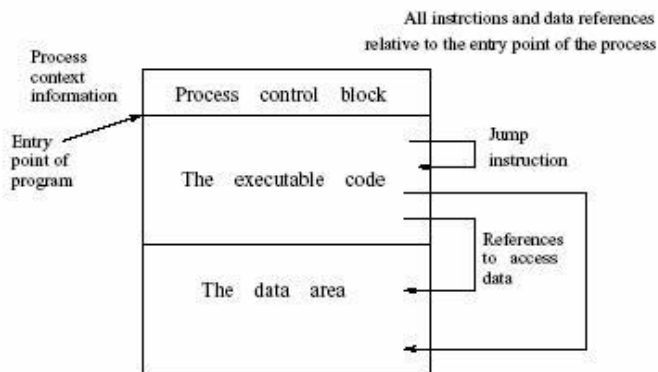 All instrctions and data references
relative to the entry point of the process
Process
context
information
Process control block
Entry
point of
program
Jump
instruction
The executable code
References
to access
data
The data area